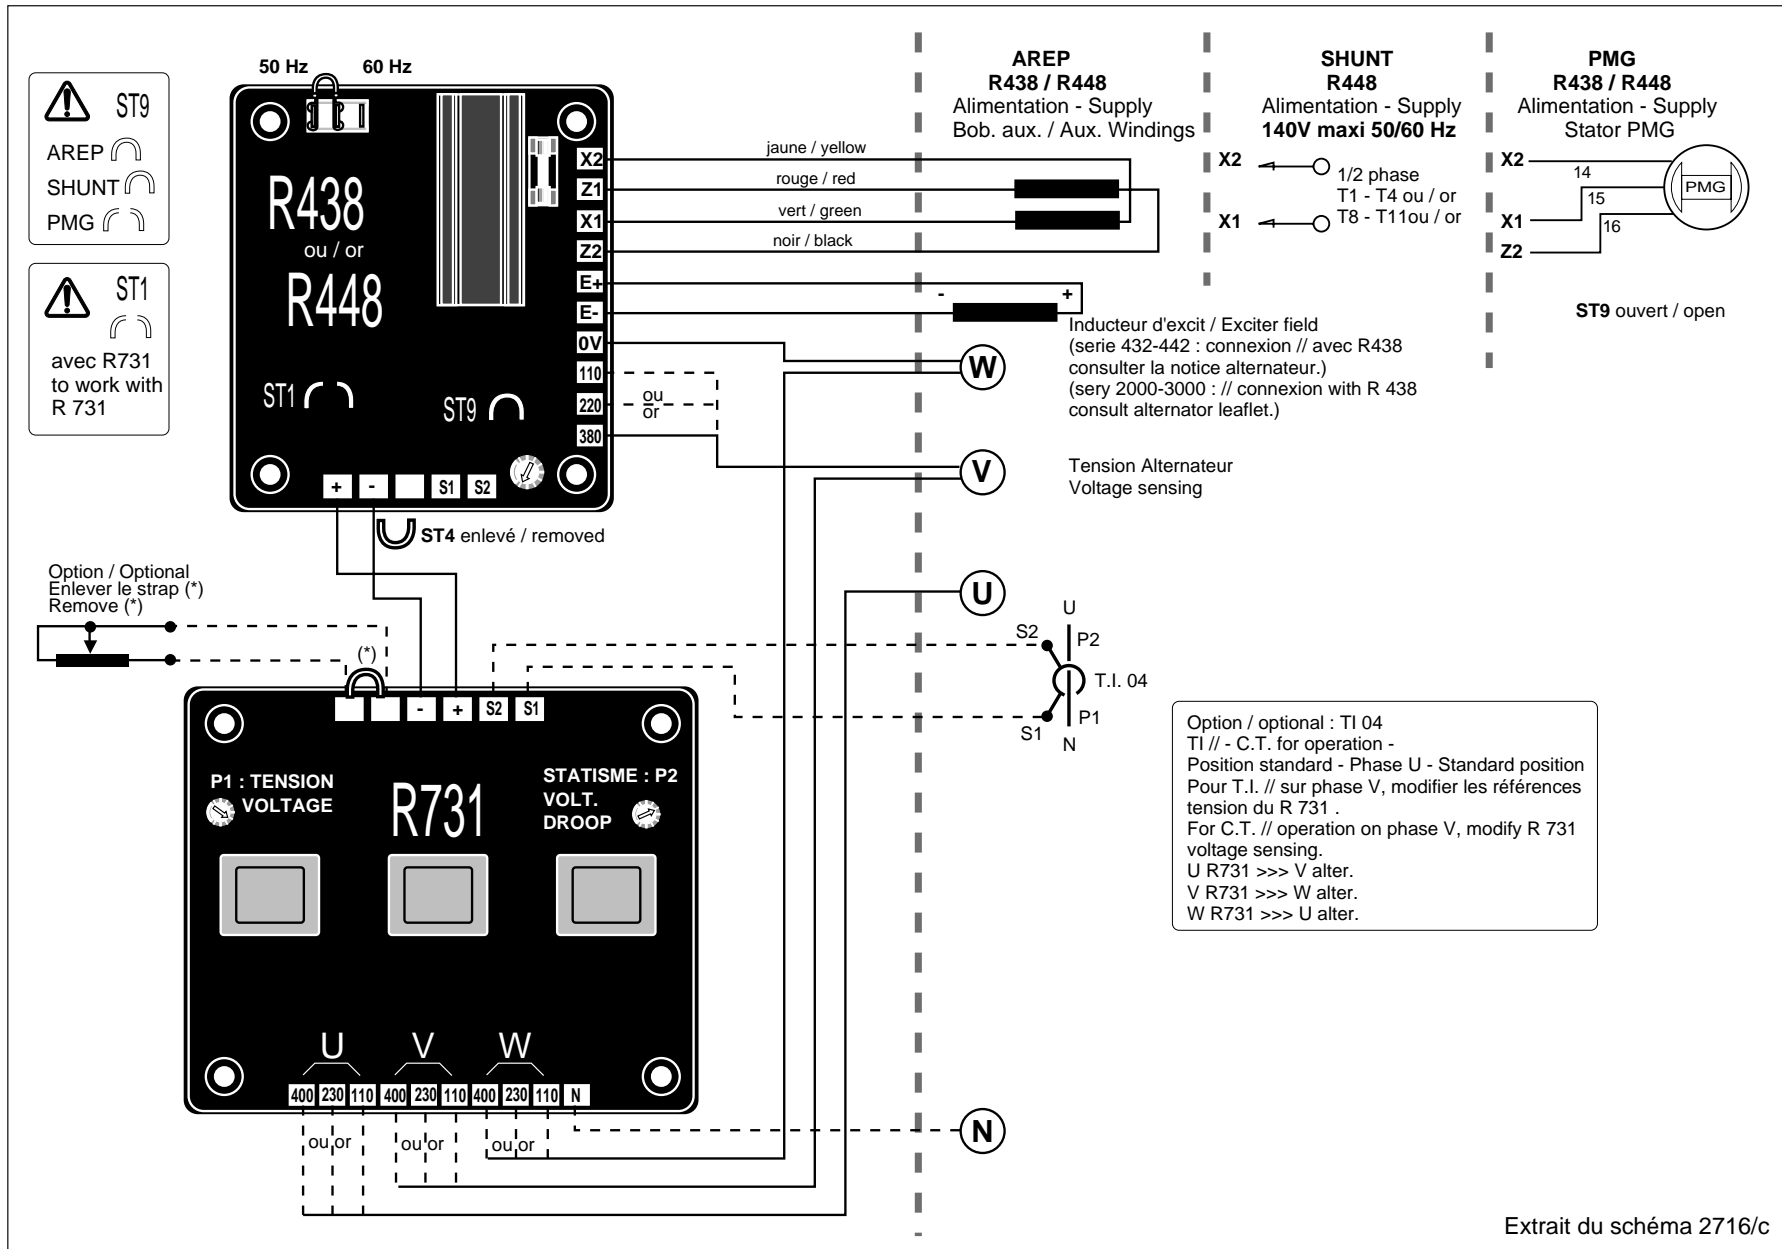 50 Hz 60 Hz
ST9
AREP
SHUNT
PMG
ST1
avec R731
to work with
R 731
R438
ou / or
R448
ST1
ST9
X2
Z1
X1
Z2
E+
E-
0V
110
220
380
+ - S1 S2
ST4 enlevé / removed
jaune / yellow
rouge / red
vert / green
noir / black
ou
or
AREP
R438 / R448
Alimentation - Supply
Bob. aux. / Aux. Windings
SHUNT
R448
Alimentation - Supply
140V maxi 50/60 Hz
X2
X1
1/2 phase
T1 - T4 ou / or
T8 - T11ou / or
PMG
R438 / R448
Alimentation - Supply
Stator PMG
X2
14
X1
15
Z2
16
PMG
ST9 ouvert / open
- +
Inducteur d'excit / Exciter field
(serie 432-442 : connexion // avec R438
consulter la notice alternateur.)
(sery 2000-3000 : // connexion with R 438
consult alternator leaflet.)
W
V
Tension Alternateur
Voltage sensing
U
Option / Optional
Enlever le strap (*)
Remove (*)
(*)
- + S2 S1
S2
U
P2
T.I. 04
P1
S1
N
P1 : TENSION
VOLTAGE
R731
STATISME : P2
VOLT.
DROOP
Option / optional : TI 04
TI // - C.T. for operation -
Position standard - Phase U - Standard position
Pour T.I. // sur phase V, modifier les références
tension du R 731 .
For C.T. // operation on phase V, modify R 731
voltage sensing.
U R731 >>> V alter.
V R731 >>> W alter.
W R731 >>> U alter.
U V W
400 230 110 400 230 110 400 230 110 N
ou or ou or ou or
N
Extrait du schéma 2716/c